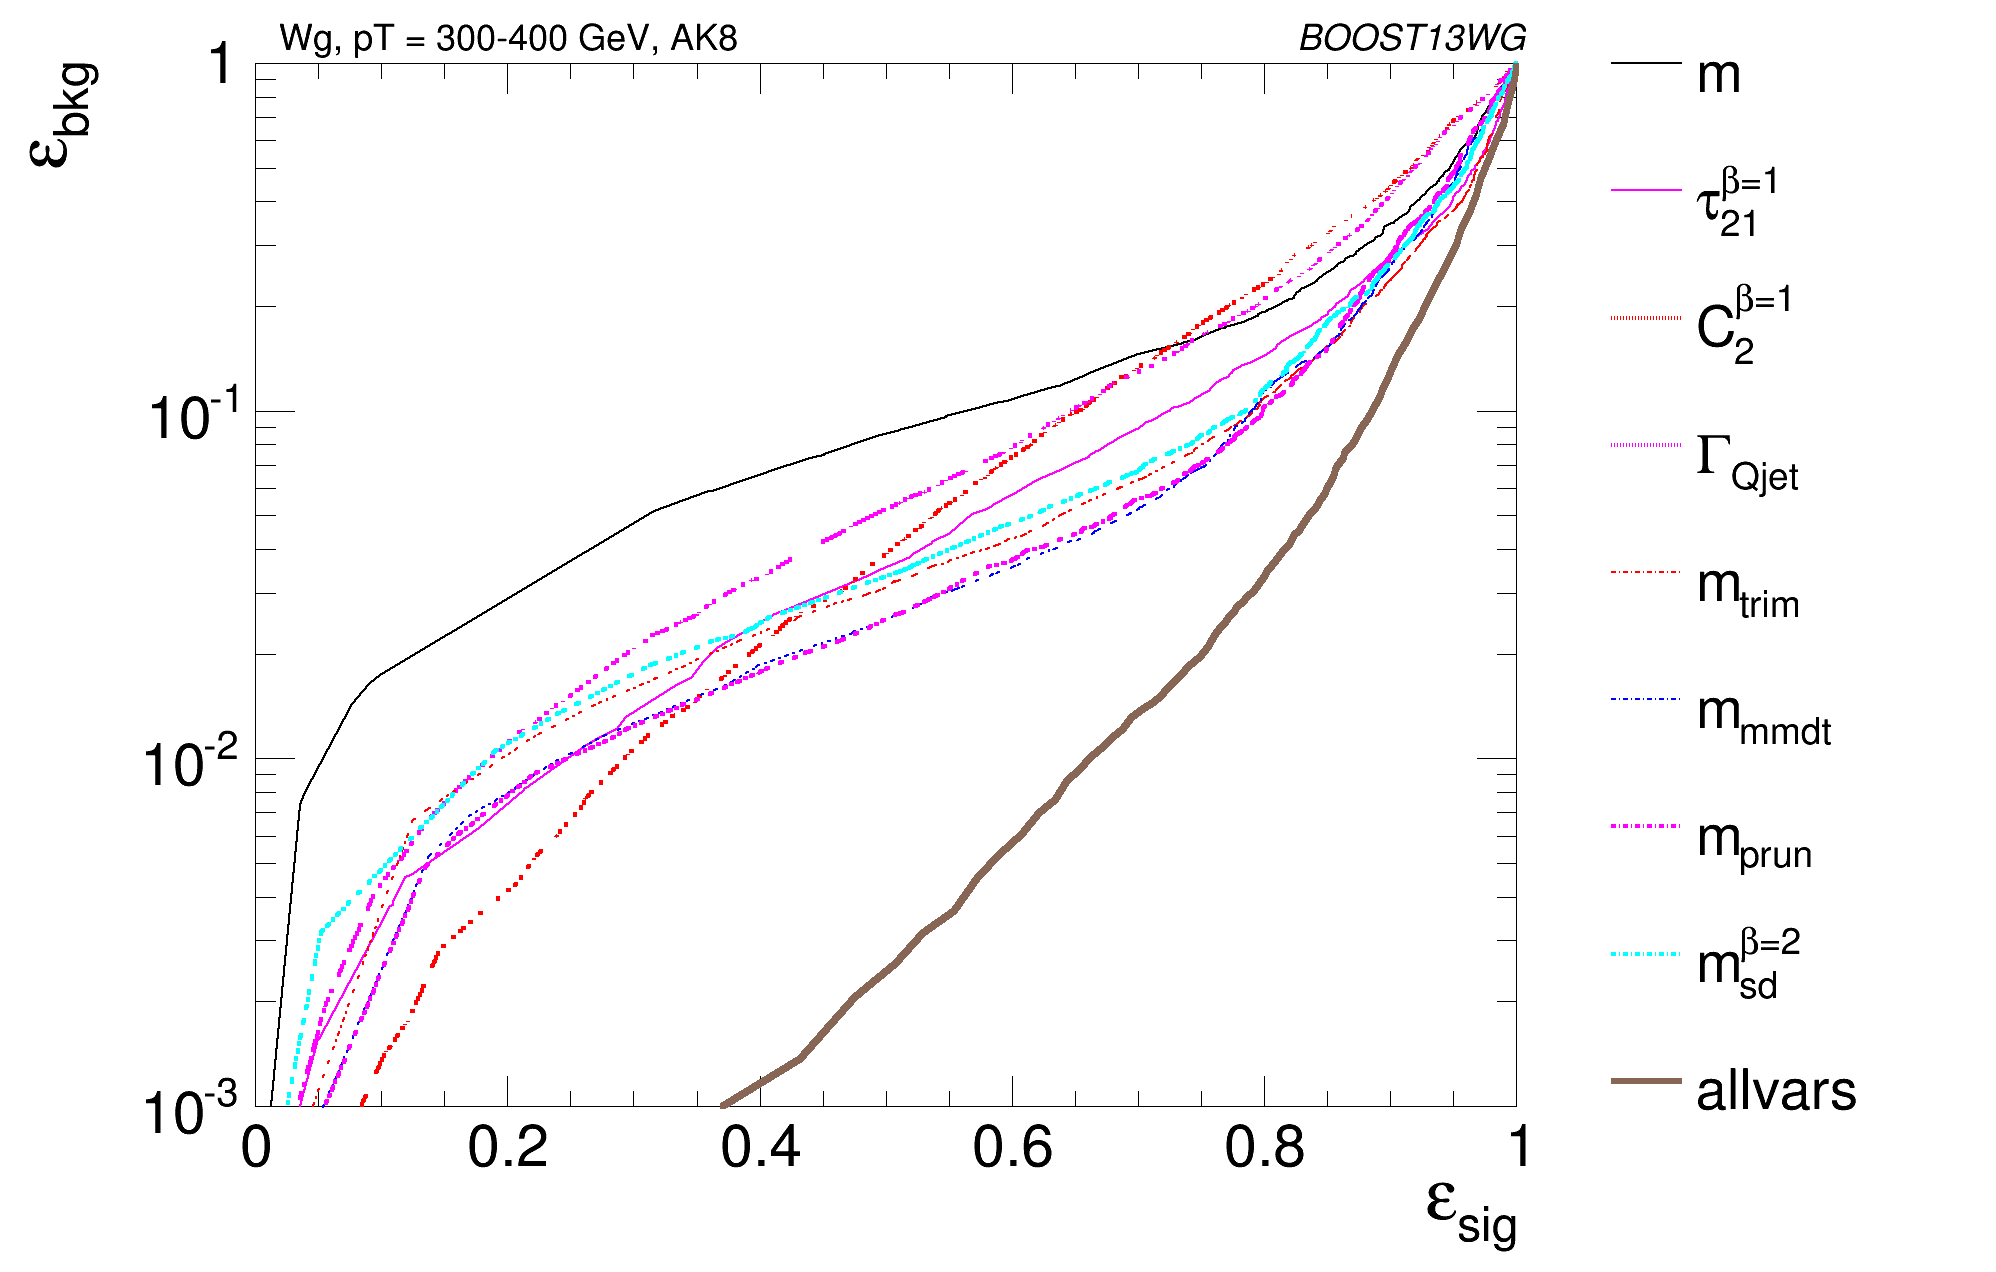 Wg, pT = 300-400 GeV, AK8
BOOST13WG
ε_bkg
1
10^-1
10^-2
10^-3
0 0.2 0.4 0.6 0.8 1
ε_sig
m
τ_21^β=1
C_2^β=1
Γ_Qjet
m_trim
m_mmdt
m_prun
m_sd^β=2
allvars